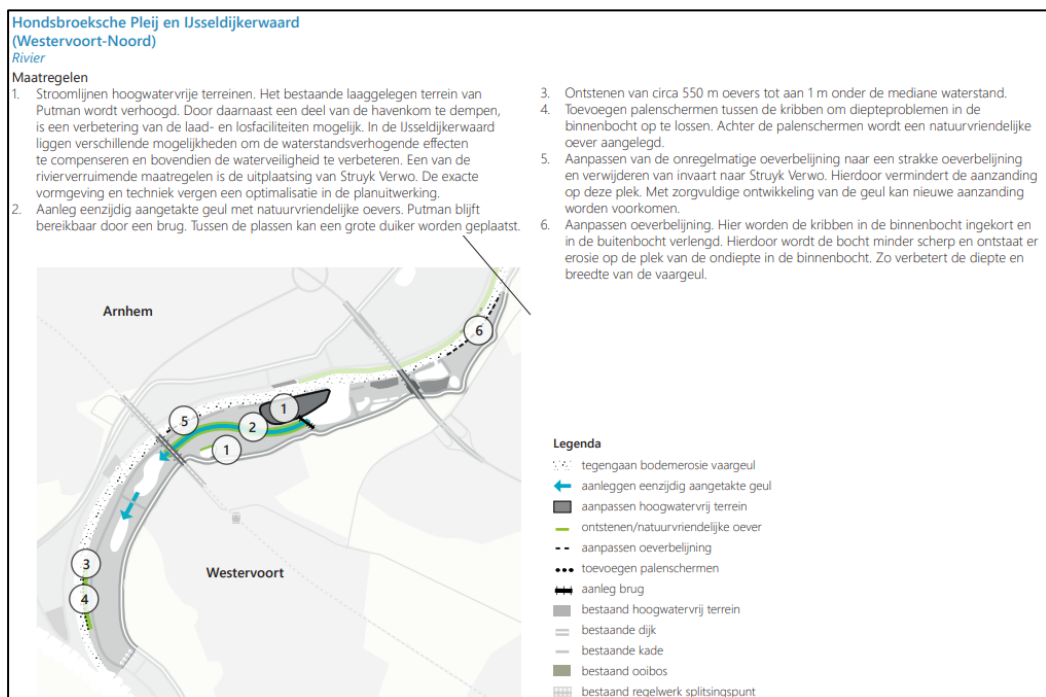 Hondsbroeksche Pleij en IJsseldijkerwaard
(Westervoort-Noord)
Rivier
Maatregelen
1. Stroomlijnen hoogwatervrije terreinen. Het bestaande laaggelegen terrein van
Putman wordt verhoogd. Door daarnaast een deel van de havenkom te dempen,
is een verbetering van de laad- en losfaciliteiten mogelijk. In de IJsseldijkerwaard
liggen verschillende mogelijkheden om de waterstandsverhogende effecten
te compenseren en bovendien de waterveiligheid te verbeteren. Een van de
rivierverruimende maatregelen is de uitplaatsing van Struyk Verwo. De exacte
vormgeving en techniek vergen een optimalisatie in de planuitwerking.
2. Aanleg eenzijdig aangetakte geul met natuurvriendelijke oevers. Putman blijft
bereikbaar door een brug. Tussen de plassen kan een grote duiker worden geplaatst.
3. Ontstenen van circa 550 m oevers tot aan 1 m onder de mediane waterstand.
4. Toevoegen palenschermen tussen de kribben om diepteproblemen in de
binnenbocht op te lossen. Achter de palenschermen wordt een natuurvriendelijke
oever aangelegd.
5. Aanpassen van de onregelmatige oeverbelijning naar een strakke oeverbelijning
en verwijderen van invaart naar Struyk Verwo. Hierdoor vermindert de aanzanding
op deze plek. Met zorgvuldige ontwikkeling van de geul kan nieuwe aanzanding
worden voorkomen.
6. Aanpassen oeverbelijning. Hier worden de kribben in de binnenbocht ingekort en
in de buitenbocht verlengd. Hierdoor wordt de bocht minder scherp en ontstaat er
erosie op de plek van de ondiepte in de binnenbocht. Zo verbetert de diepte en
breedte van de vaargeul.
Arnhem
6
1
5
2
1
3
4
Westervoort
Legenda
tegengaan bodemerosie vaargeul
aanleggen eenzijdig aangetakte geul
aanpassen hoogwatervrij terrein
ontstenen/natuurvriendelijke oever
aanpassen oeverbelijning
toevoegen palenschermen
aanleg brug
bestaand hoogwatervrij terrein
bestaande dijk
bestaande kade
bestaand ooibos
bestaand regelwerk splitsingspunt